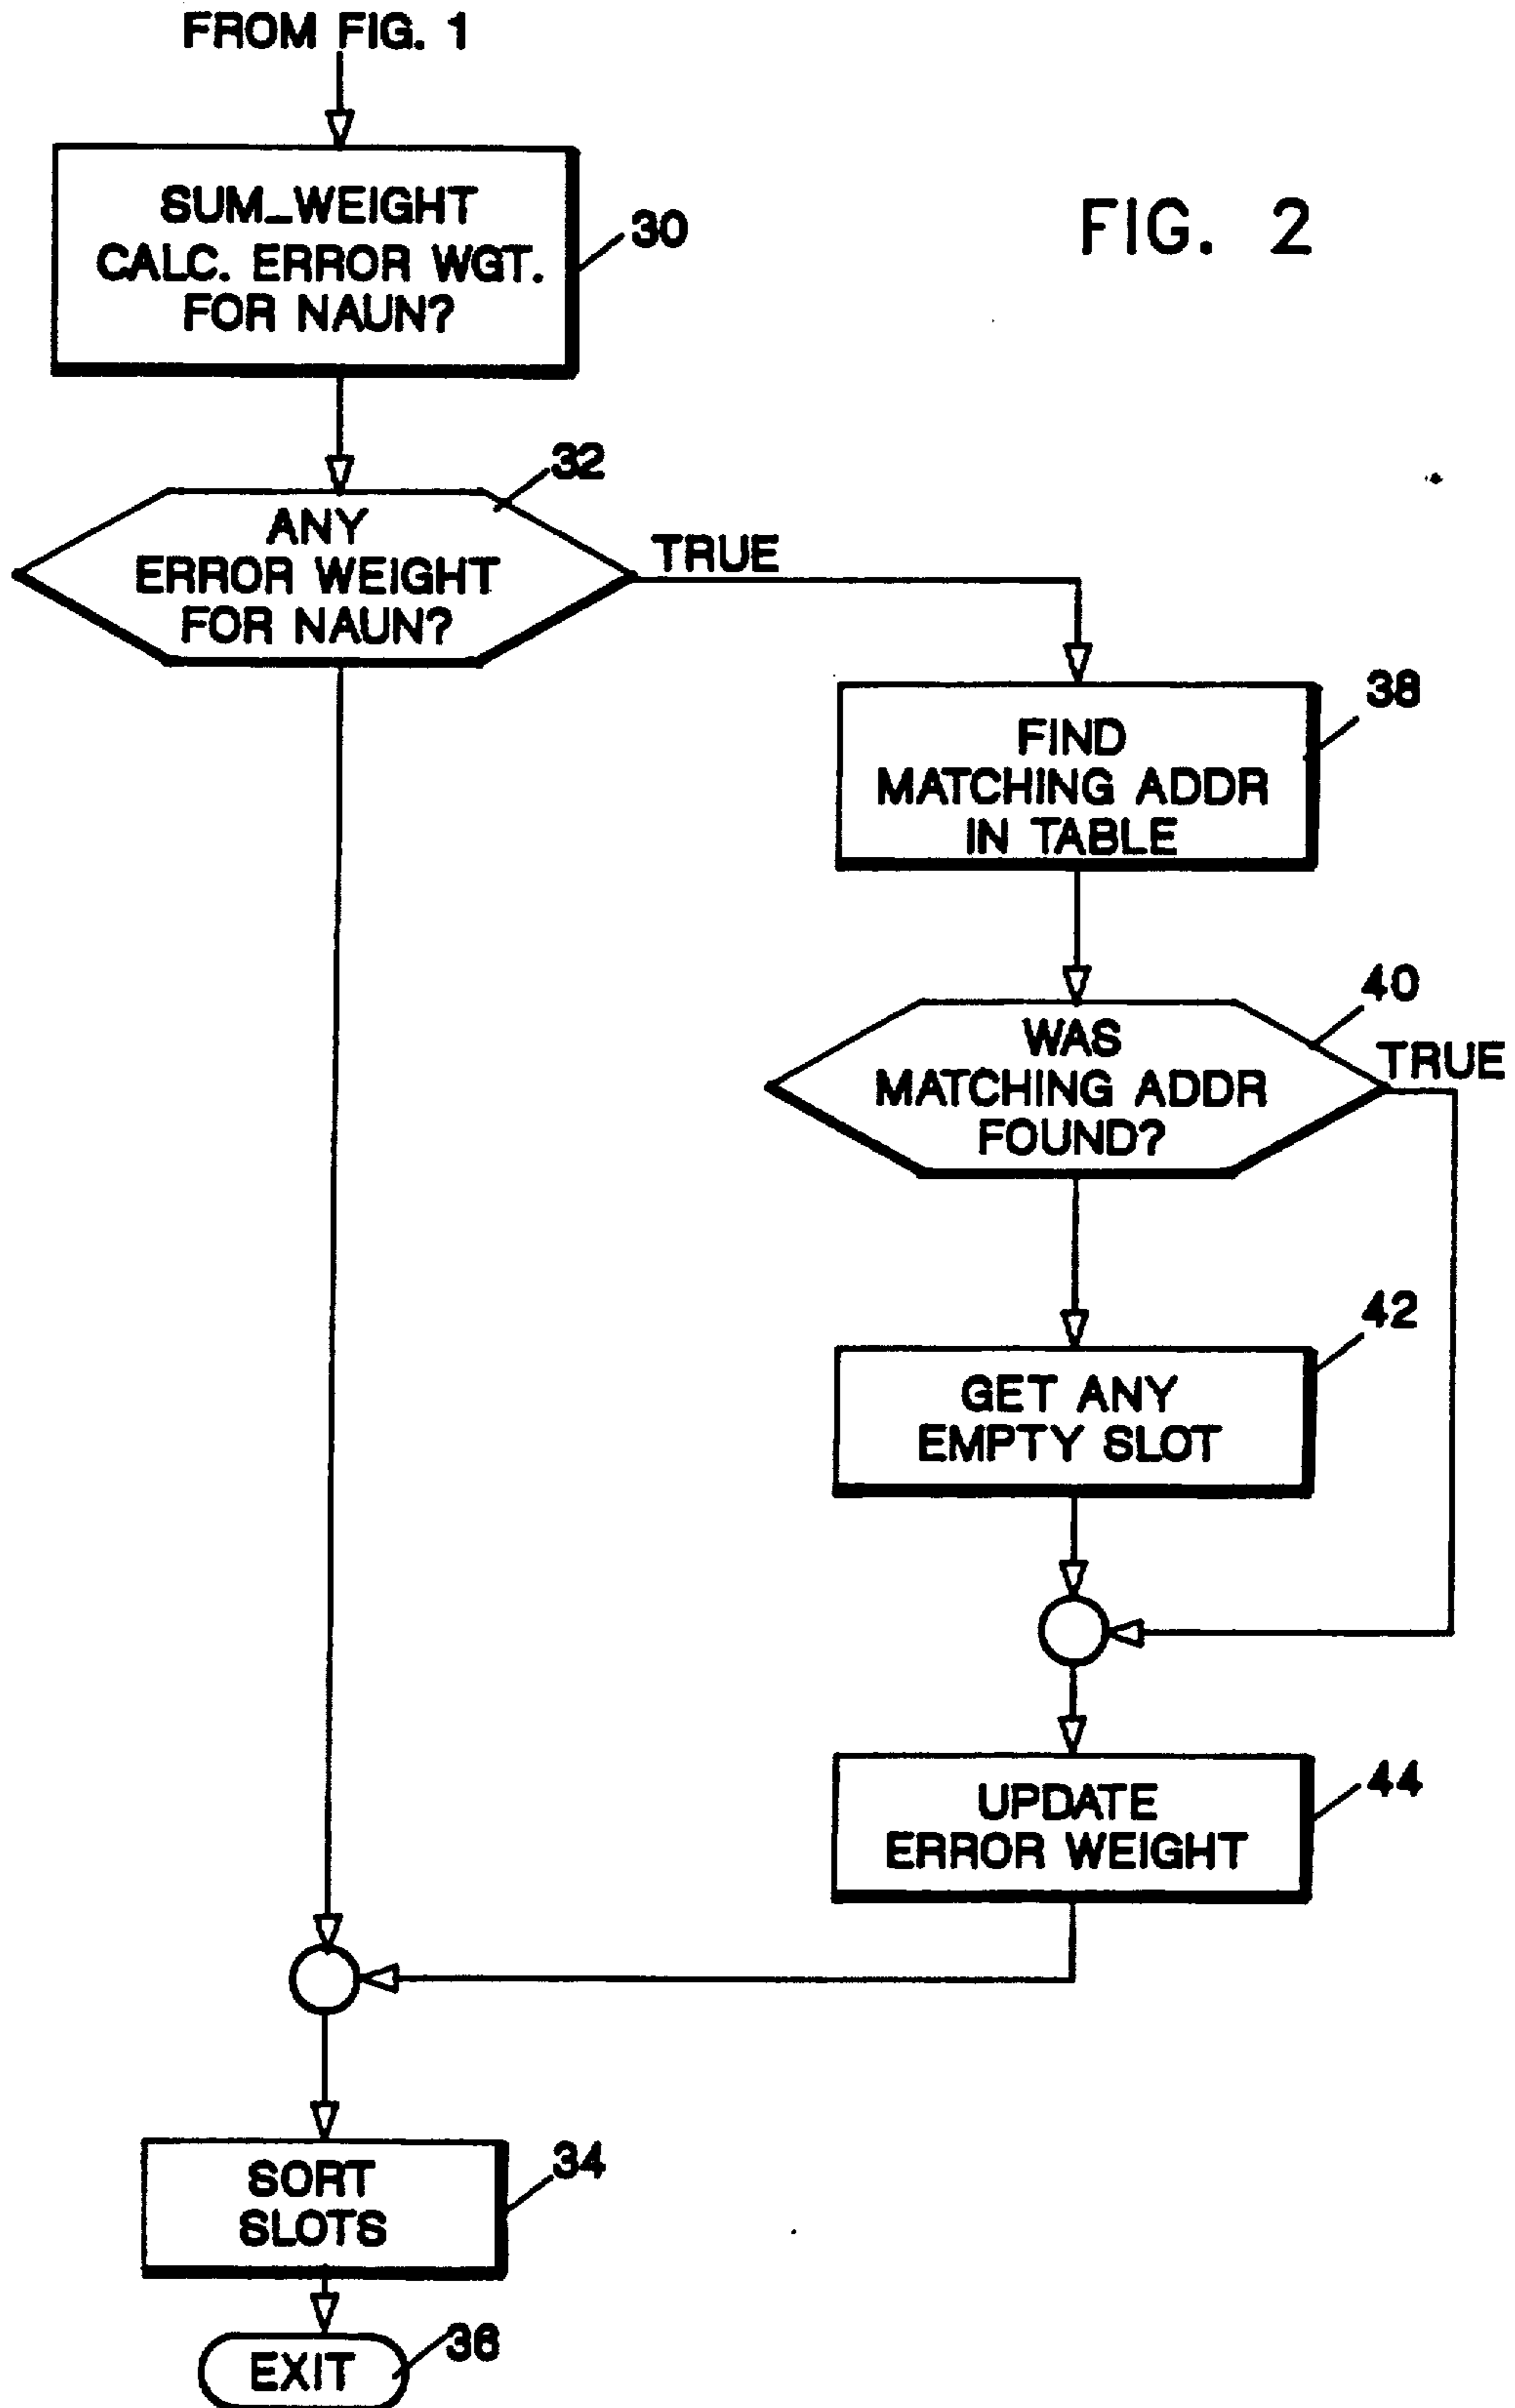 FROM FIG. 1
SUM_WEIGHT
CALC. ERROR WGT.
FOR NAUN?
30
FIG. 2
32
ANY
ERROR WEIGHT
FOR NAUN?
TRUE
38
FIND
MATCHING ADDR
IN TABLE
40
WAS
MATCHING ADDR
FOUND?
TRUE
42
GET ANY
EMPTY SLOT
44
UPDATE
ERROR WEIGHT
34
SORT
SLOTS
36
EXIT